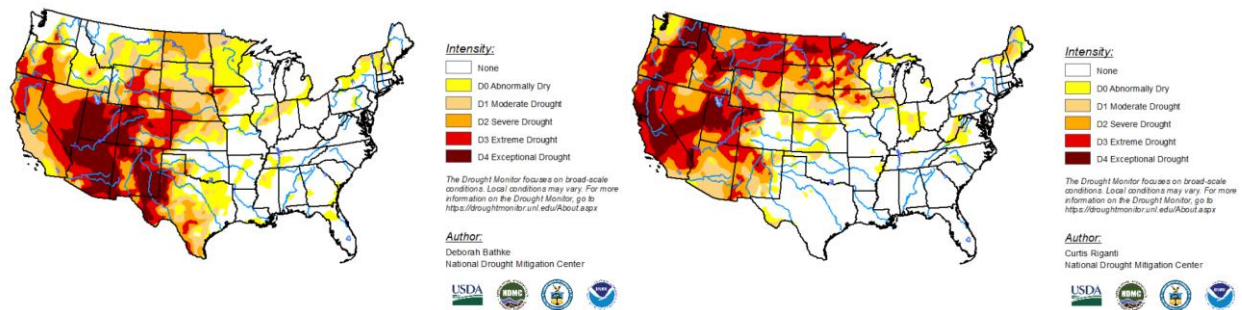 Intensity:
None
D0 Abnormally Dry
D1 Moderate Drought
D2 Severe Drought
D3 Extreme Drought
D4 Exceptional Drought
The Drought Monitor focuses on broad-scale
conditions. Local conditions may vary. For more
information on the Drought Monitor, go to
https://droughtmonitor.unl.edu/About.aspx
Author:
Deborah Bathke
National Drought Mitigation Center
USDA
NDMC
Intensity:
None
D0 Abnormally Dry
D1 Moderate Drought
D2 Severe Drought
D3 Extreme Drought
D4 Exceptional Drought
The Drought Monitor focuses on broad-scale
conditions. Local conditions may vary. For more
information on the Drought Monitor, go to
https://droughtmonitor.unl.edu/About.aspx
Author:
Curtis Riganti
National Drought Mitigation Center
USDA
NDMC